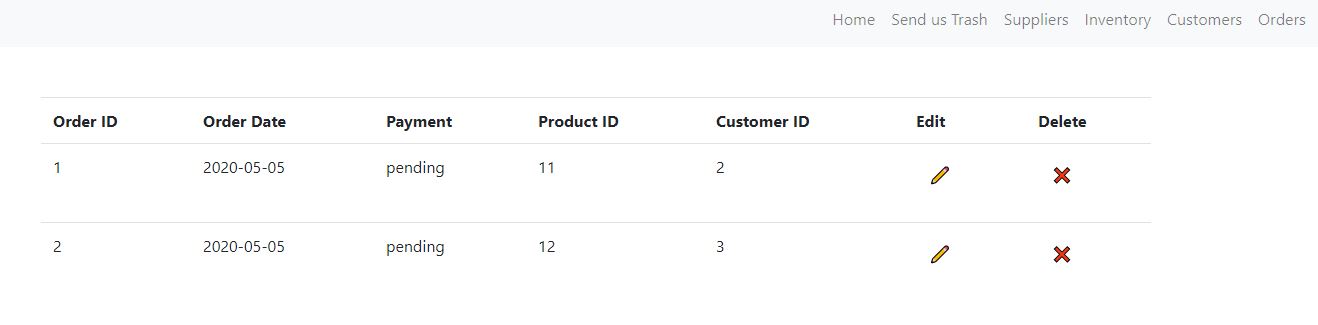 Home Send us Trash Suppliers Inventory Customers Orders
Order ID Order Date Payment Product ID Customer ID Edit Delete
1 2020-05-05 pending 11 2
2 2020-05-05 pending 12 3